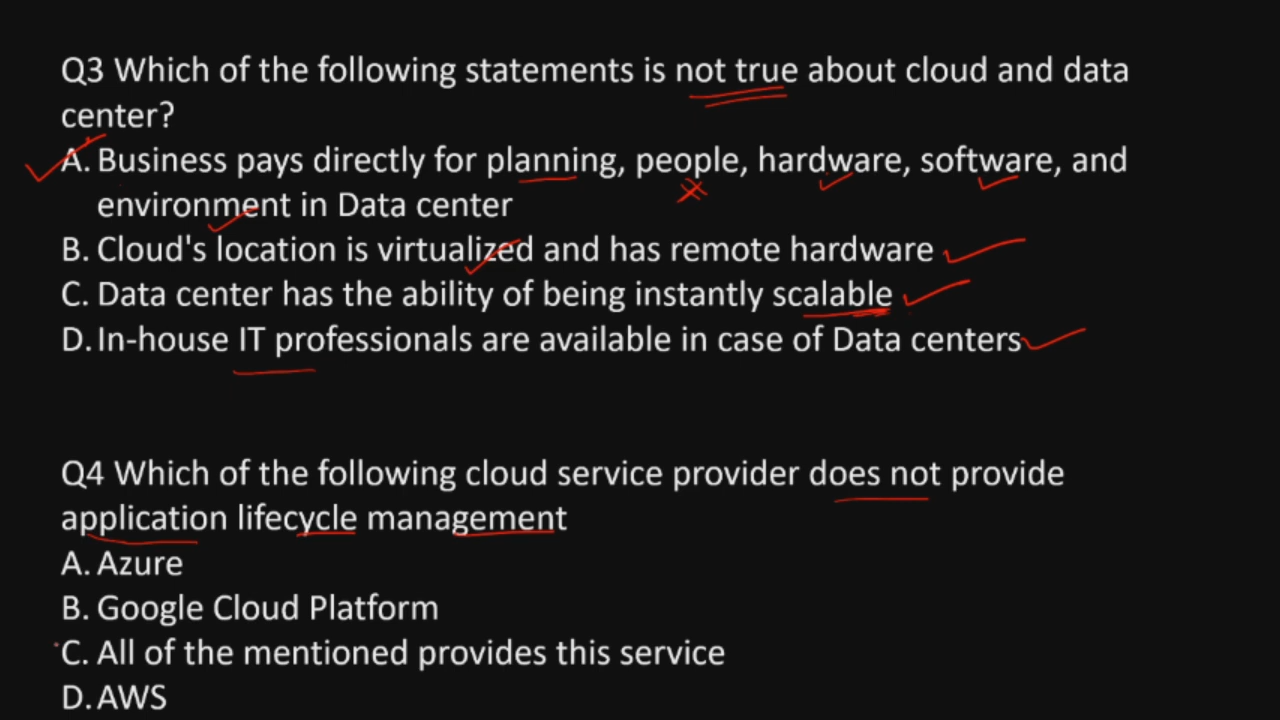 Q3 Which of the following statements is not true about cloud and data
center?
A. Business pays directly for planning, people, hardware, software, and
environment in Data center
B. Cloud's location is virtualized and has remote hardware
C. Data center has the ability of being instantly scalable
D. In-house IT professionals are available in case of Data centers
Q4 Which of the following cloud service provider does not provide
application lifecycle management
A. Azure
B. Google Cloud Platform
C. All of the mentioned provides this service
D. AWS